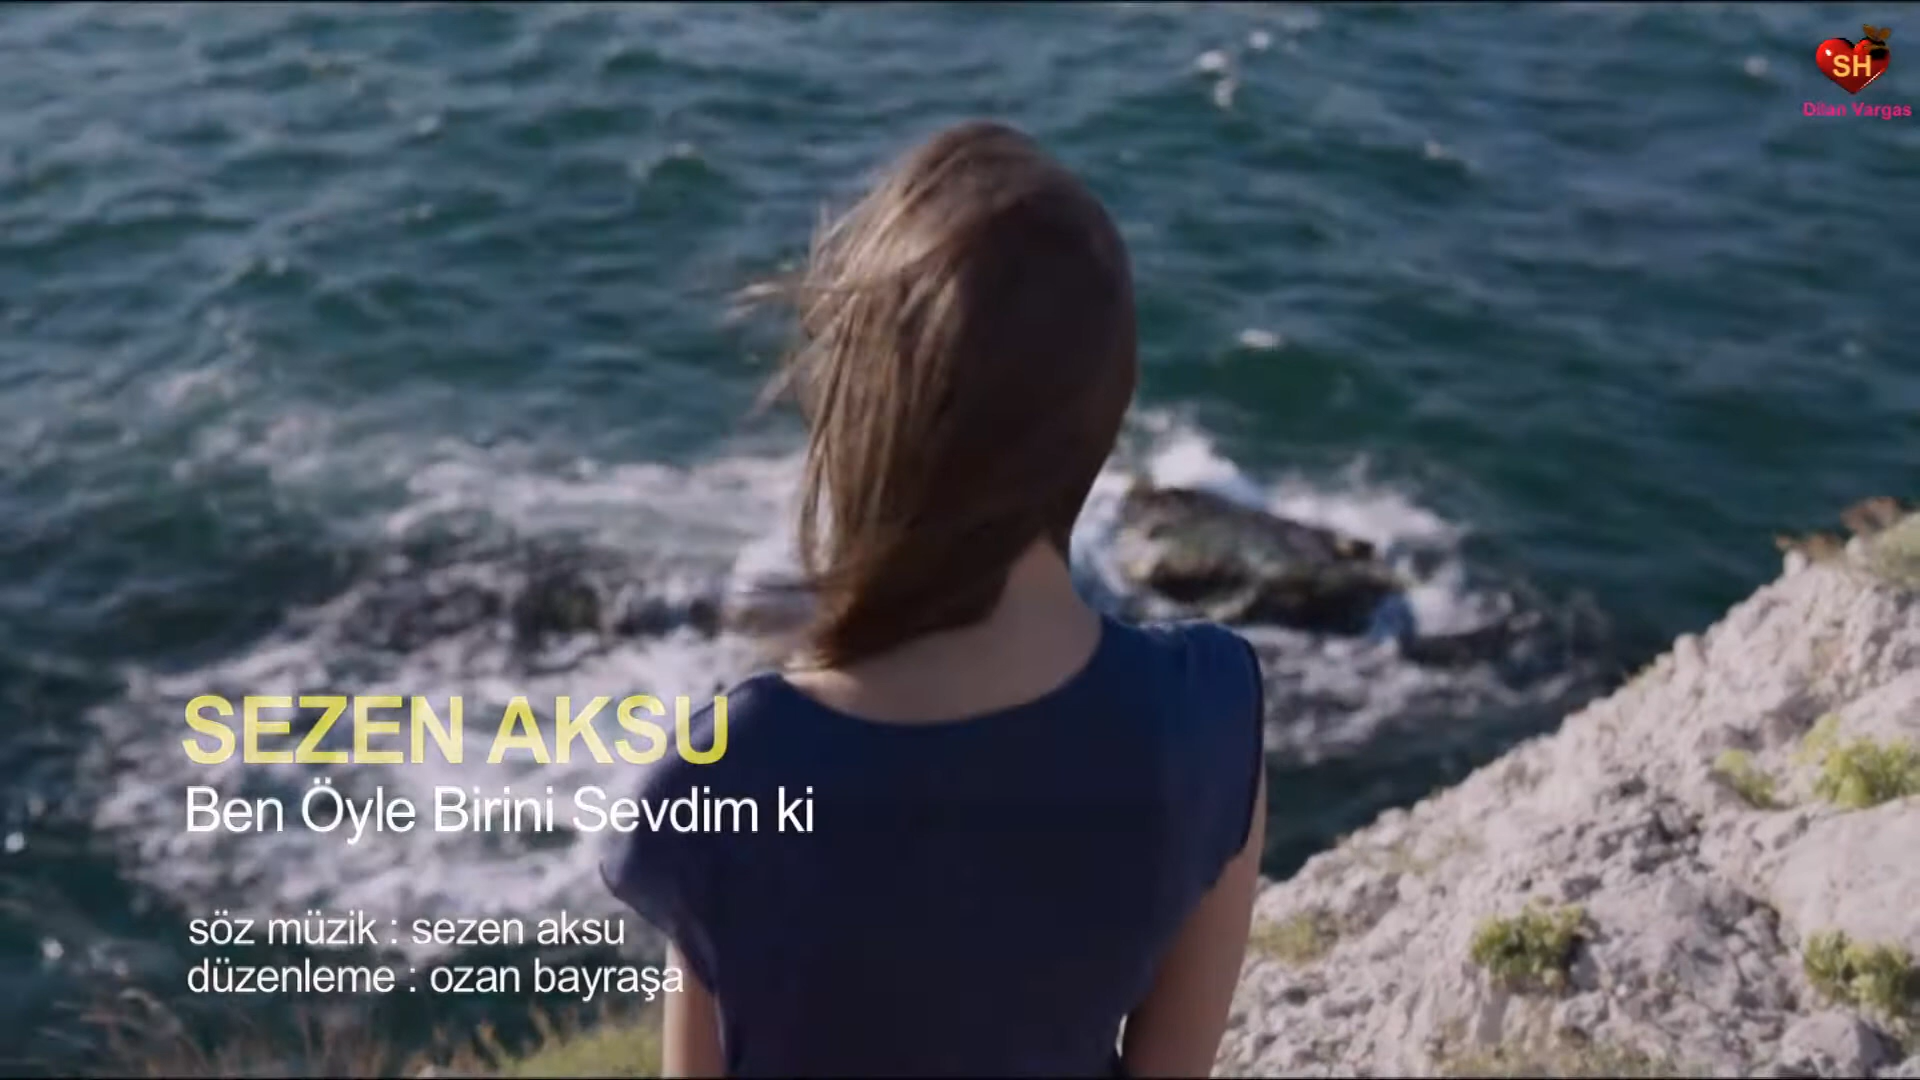 SH
Dilan Vargas
SEZEN AKSU
Ben Öyle Birini Sevdim ki
söz müzik : sezen aksu
düzenleme : ozan bayraşa